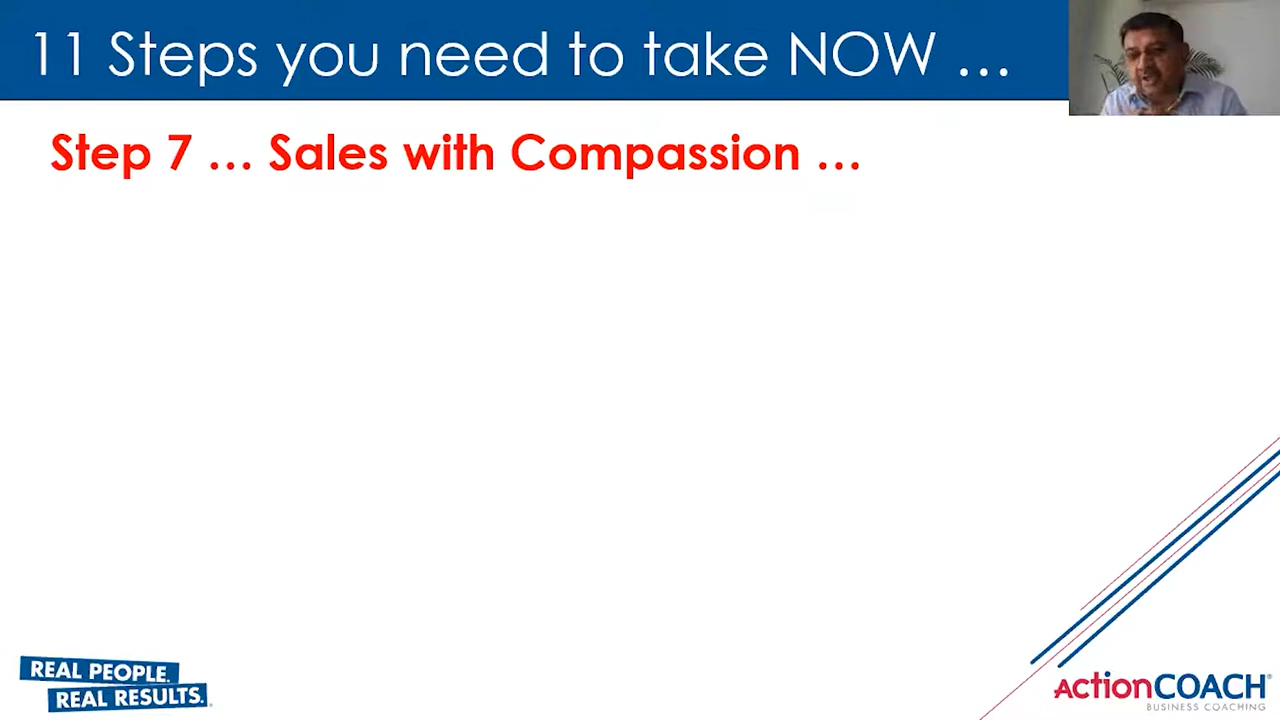 11 Steps you need to take NOW ...
Step 7 ... Sales with Compassion ...
REAL PEOPLE.
REAL RESULTS.
ActionCOACH®
BUSINESS COACHING